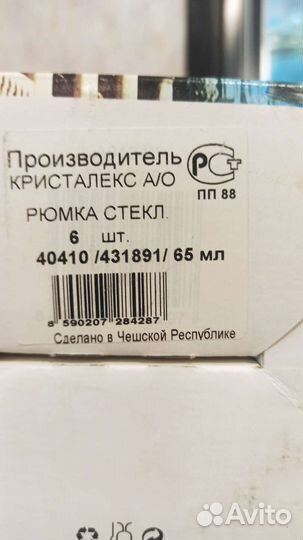 Производитель
КРИСТАЛЕКС А/О
РСТ
ПП 88
РЮМКА СТЕКЛ.
6 шт.
40410 /431891/ 65 мл
8 590207 284287
Сделано в Чешской Республике
Avito